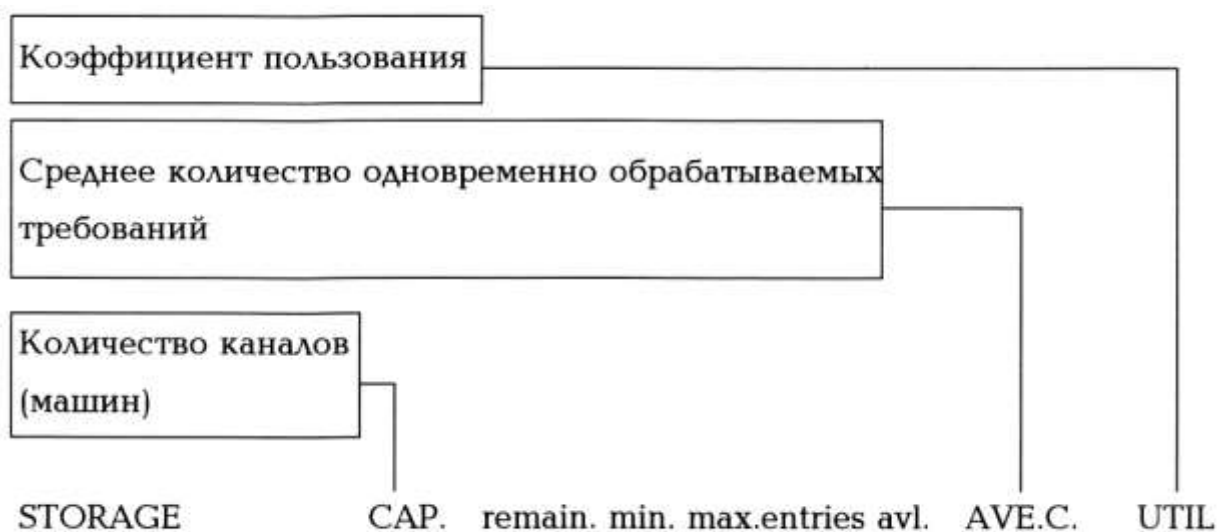 Коэффициент пользования
Среднее количество одновременно обрабатываемых
требований
Количество каналов
(машин)
STORAGE CAP. remain. min. max.entries avl. AVE.C. UTIL